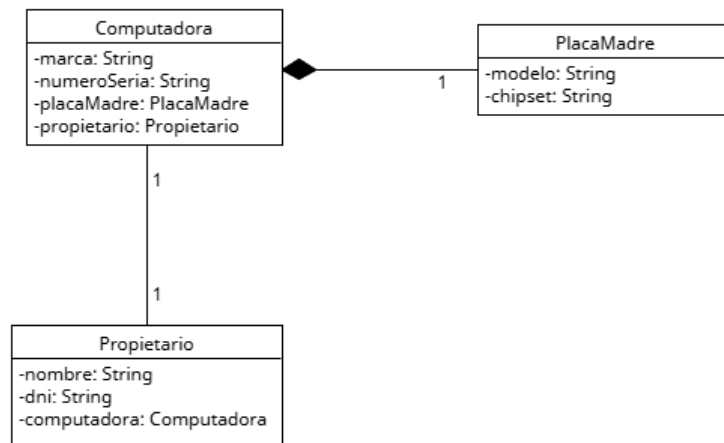 Computadora
-marca: String
-numeroSeria: String
-placaMadre: PlacaMadre
-propietario: Propietario
PlacaMadre
-modelo: String
-chipset: String
1
1
1
Propietario
-nombre: String
-dni: String
-computadora: Computadora